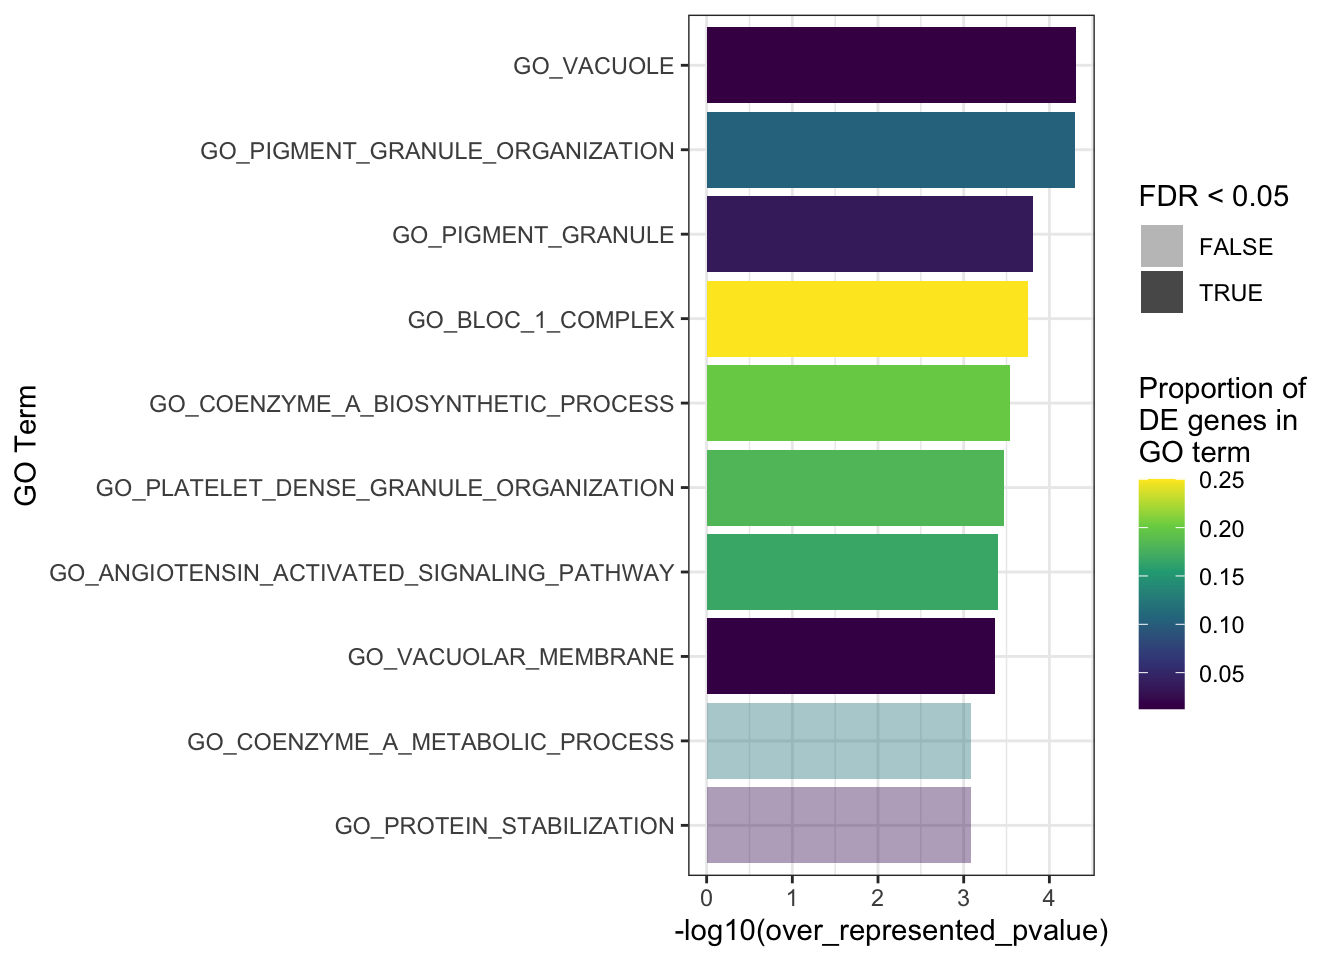 GO Term
GO_VACUOLE
GO_PIGMENT_GRANULE_ORGANIZATION
GO_PIGMENT_GRANULE
GO_BLOC_1_COMPLEX
GO_COENZYME_A_BIOSYNTHETIC_PROCESS
GO_PLATELET_DENSE_GRANULE_ORGANIZATION
GO_ANGIOTENSIN_ACTIVATED_SIGNALING_PATHWAY
GO_VACUOLAR_MEMBRANE
GO_COENZYME_A_METABOLIC_PROCESS
GO_PROTEIN_STABILIZATION
0 1 2 3 4
-log10(over_represented_pvalue)
FDR < 0.05
FALSE
TRUE
Proportion of
DE genes in
GO term
0.25
0.20
0.15
0.10
0.05